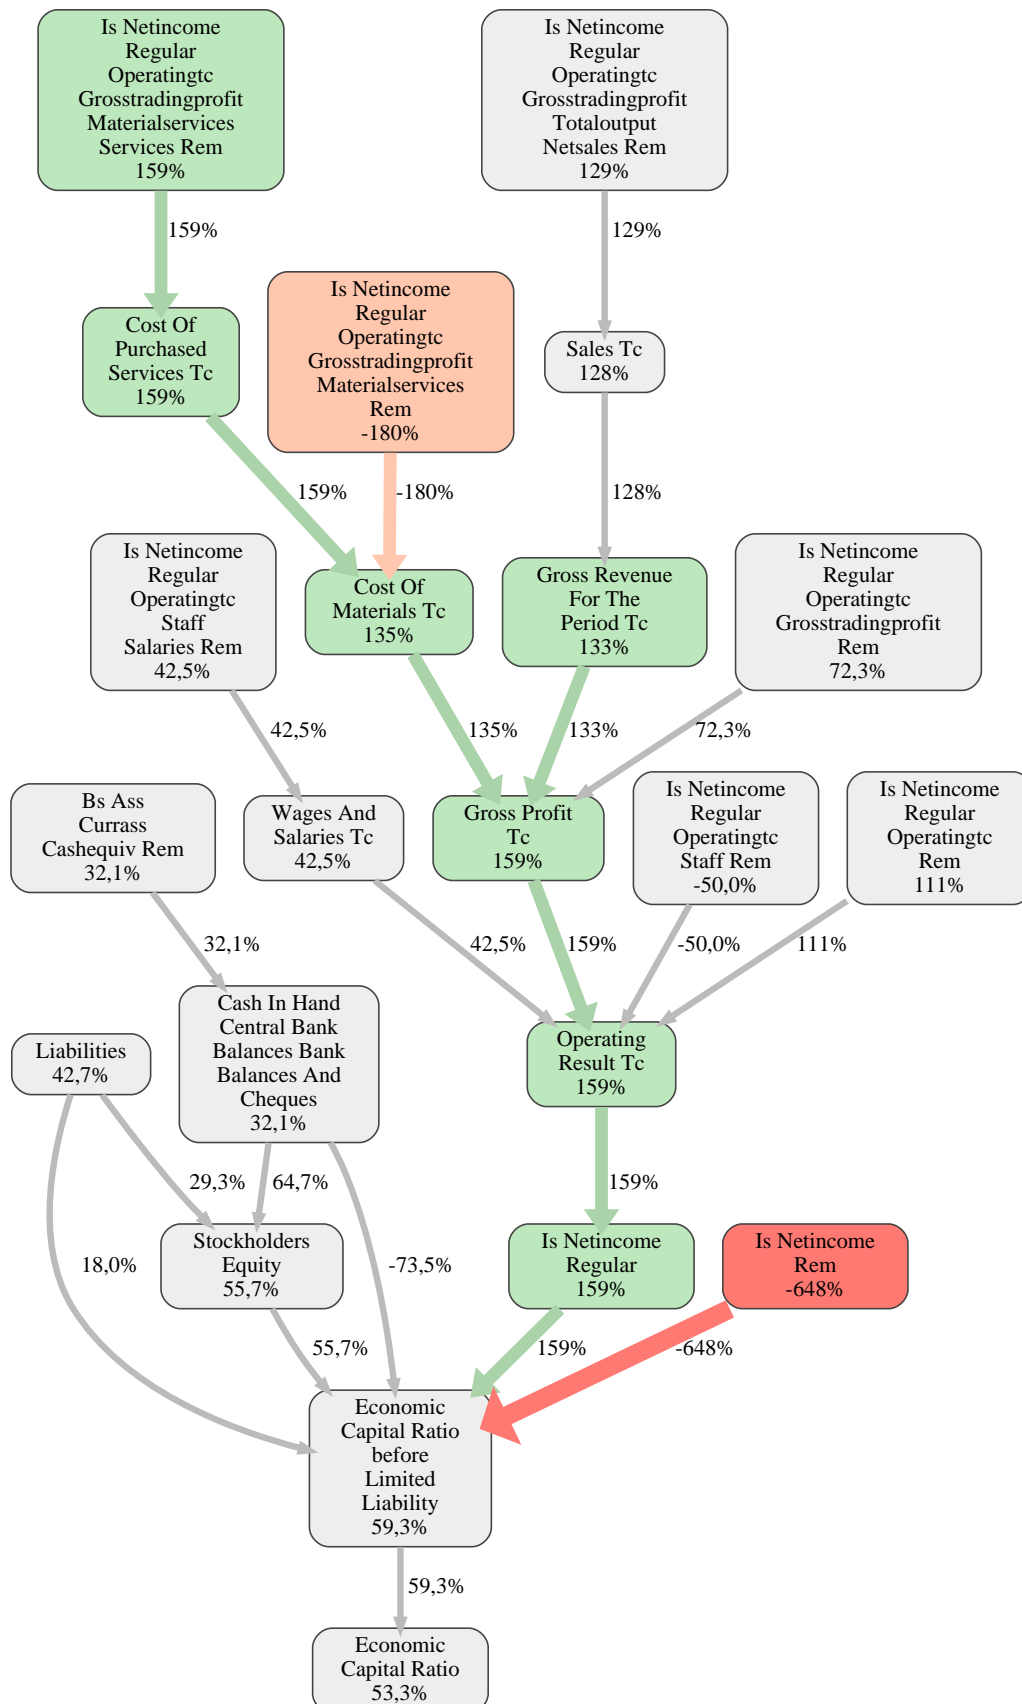 Is Netincome
Regular
Operatingtc
Grosstradingprofit
Materialservices
Services Rem
159%
Is Netincome
Regular
Operatingtc
Grosstradingprofit
Totaloutput
Netsales Rem
129%
159%
129%
Cost Of
Purchased
Services Tc
159%
Is Netincome
Regular
Operatingtc
Grosstradingprofit
Materialservices
Rem
-180%
Sales Tc
128%
159%
-180%
128%
Is Netincome
Regular
Operatingtc
Staff
Salaries Rem
42,5%
Cost Of
Materials Tc
135%
Gross Revenue
For The
Period Tc
133%
Is Netincome
Regular
Operatingtc
Grosstradingprofit
Rem
72,3%
42,5%
135%
133%
72,3%
Bs Ass
Currass
Cashequiv Rem
32,1%
Wages And
Salaries Tc
42,5%
Gross Profit
Tc
159%
Is Netincome
Regular
Operatingtc
Staff Rem
-50,0%
Is Netincome
Regular
Operatingtc
Rem
111%
32,1%
42,5%
159%
-50,0%
111%
Liabilities
42,7%
Cash In Hand
Central Bank
Balances Bank
Balances And
Cheques
32,1%
Operating
Result Tc
159%
29,3%
64,7%
159%
18,0%
Stockholders
Equity
55,7%
-73,5%
Is Netincome
Regular
159%
Is Netincome
Rem
-648%
55,7%
159%
-648%
Economic
Capital Ratio
before
Limited
Liability
59,3%
59,3%
Economic
Capital Ratio
53,3%